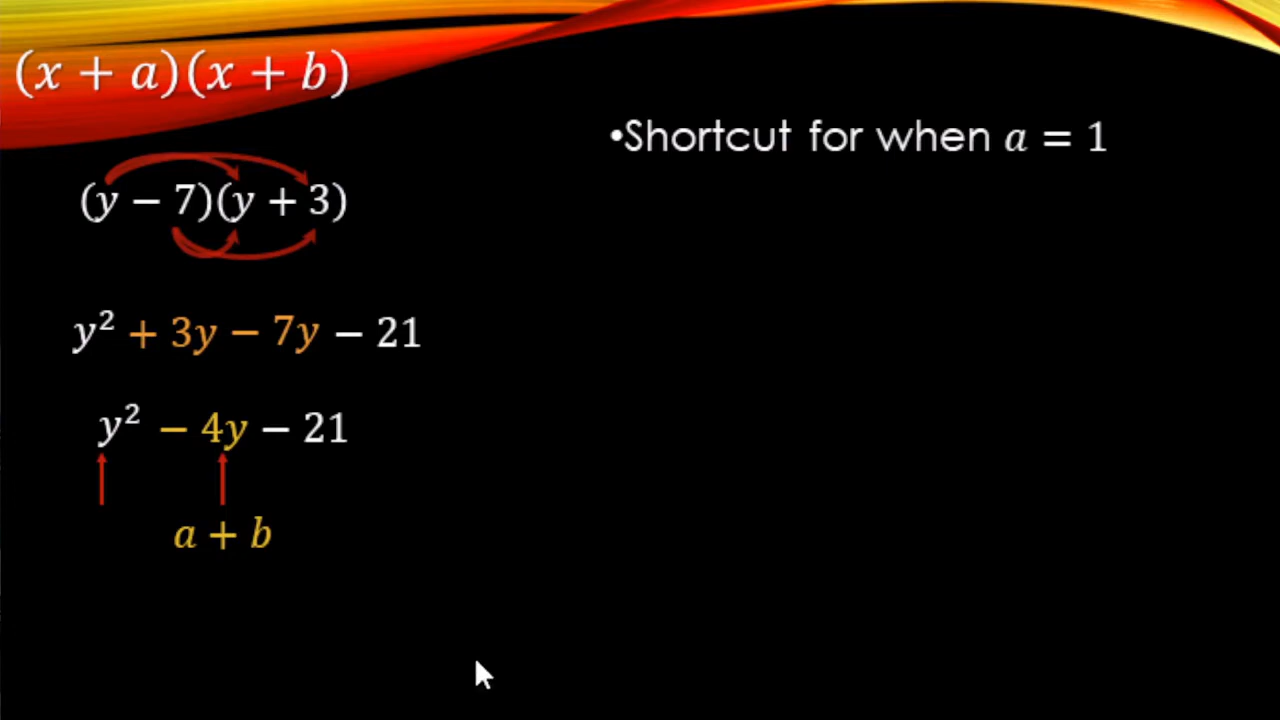 (x + a)(x + b)
•Shortcut for when a = 1
(y − 7)(y + 3)
y² + 3y − 7y − 21
y² − 4y − 21
a + b